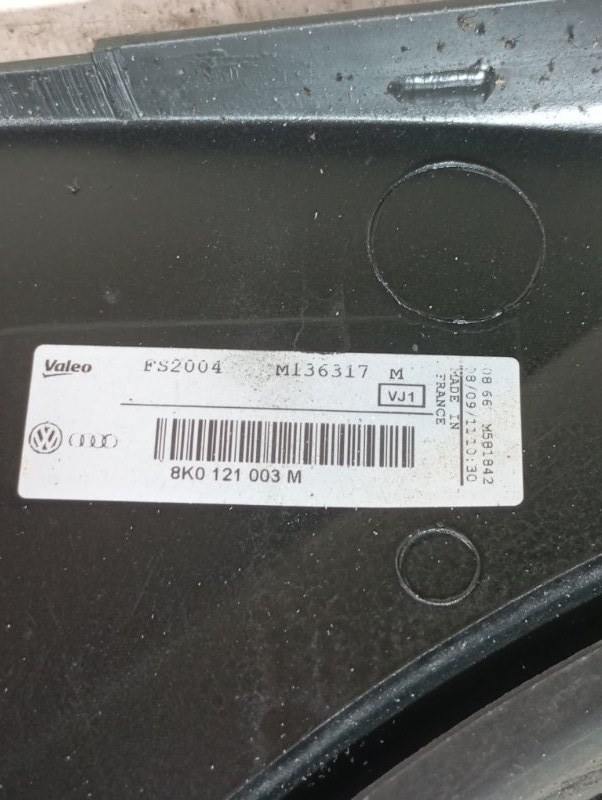 Valeo
FS2004 M136317 M
VJ1
8K0 121 003 M
MADE IN
FRANCE
08 66 M581842
08/09/11 10:30